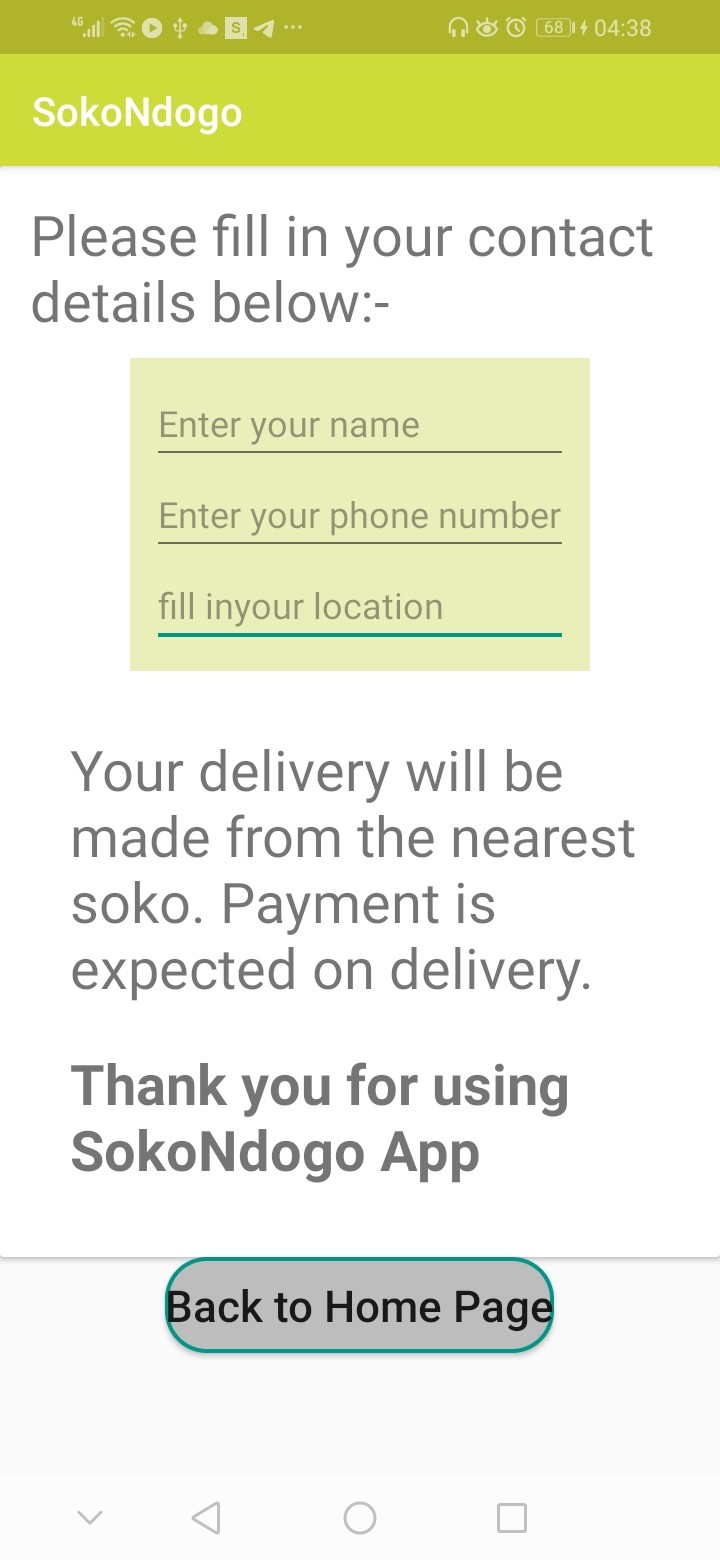 4G S 68 04:38
SokoNdogo
Please fill in your contact
details below:-
Enter your name
Enter your phone number
fill inyour location
Your delivery will be
made from the nearest
soko. Payment is
expected on delivery.
Thank you for using
SokoNdogo App
Back to Home Page